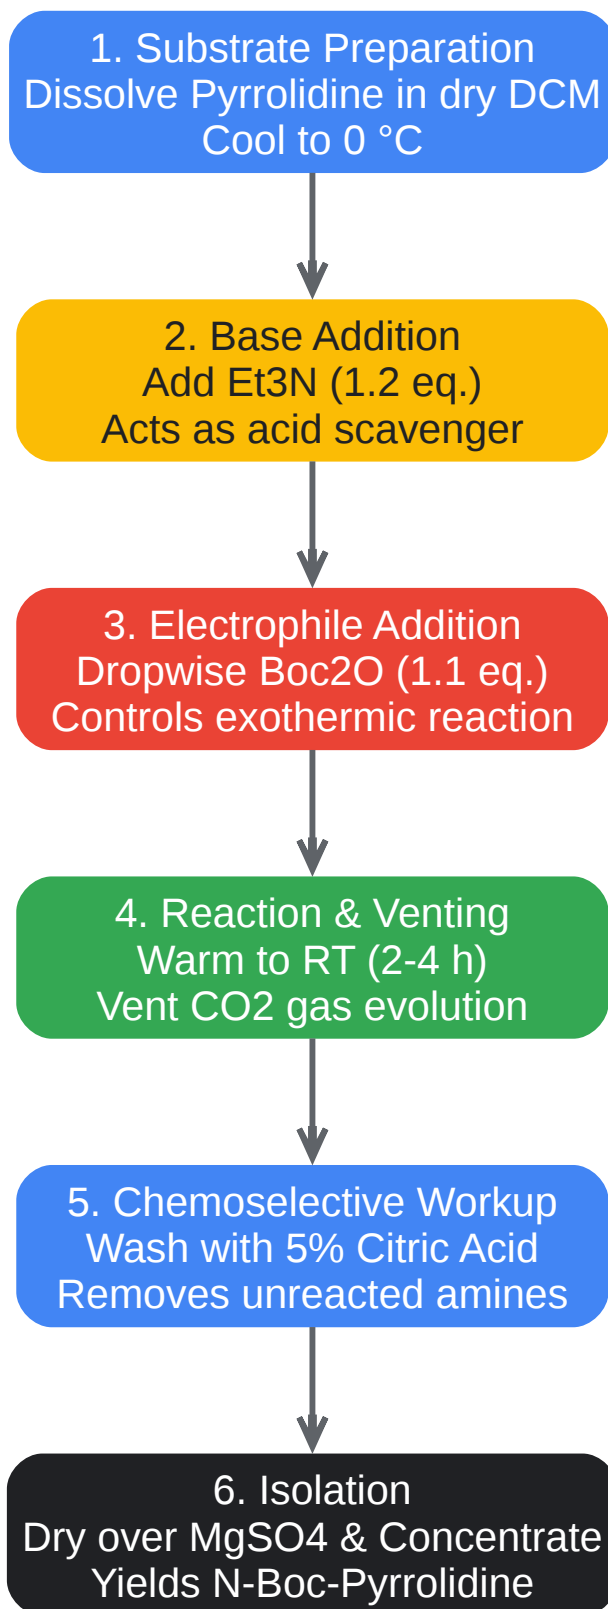 1. Substrate Preparation
Dissolve Pyrrolidine in dry DCM
Cool to 0 °C
2. Base Addition
Add Et3N (1.2 eq.)
Acts as acid scavenger
3. Electrophile Addition
Dropwise Boc2O (1.1 eq.)
Controls exothermic reaction
4. Reaction & Venting
Warm to RT (2-4 h)
Vent CO2 gas evolution
5. Chemoselective Workup
Wash with 5% Citric Acid
Removes unreacted amines
6. Isolation
Dry over MgSO4 & Concentrate
Yields N-Boc-Pyrrolidine